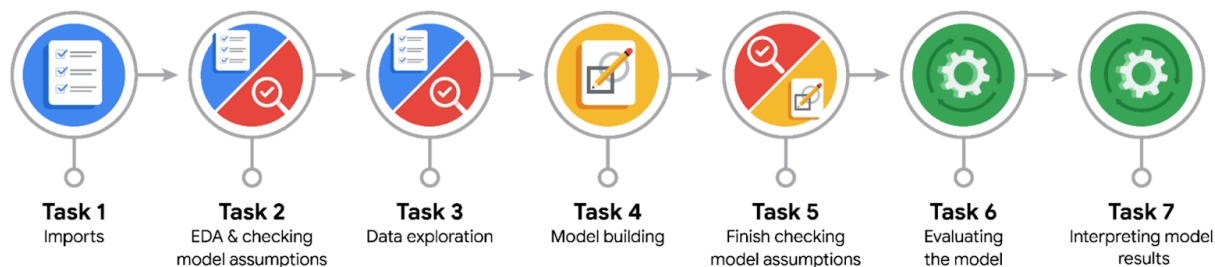 Task 1
Imports
Task 2
EDA & checking
model assumptions
Task 3
Data exploration
Task 4
Model building
Task 5
Finish checking
model assumptions
Task 6
Evaluating
the model
Task 7
Interpreting model
results